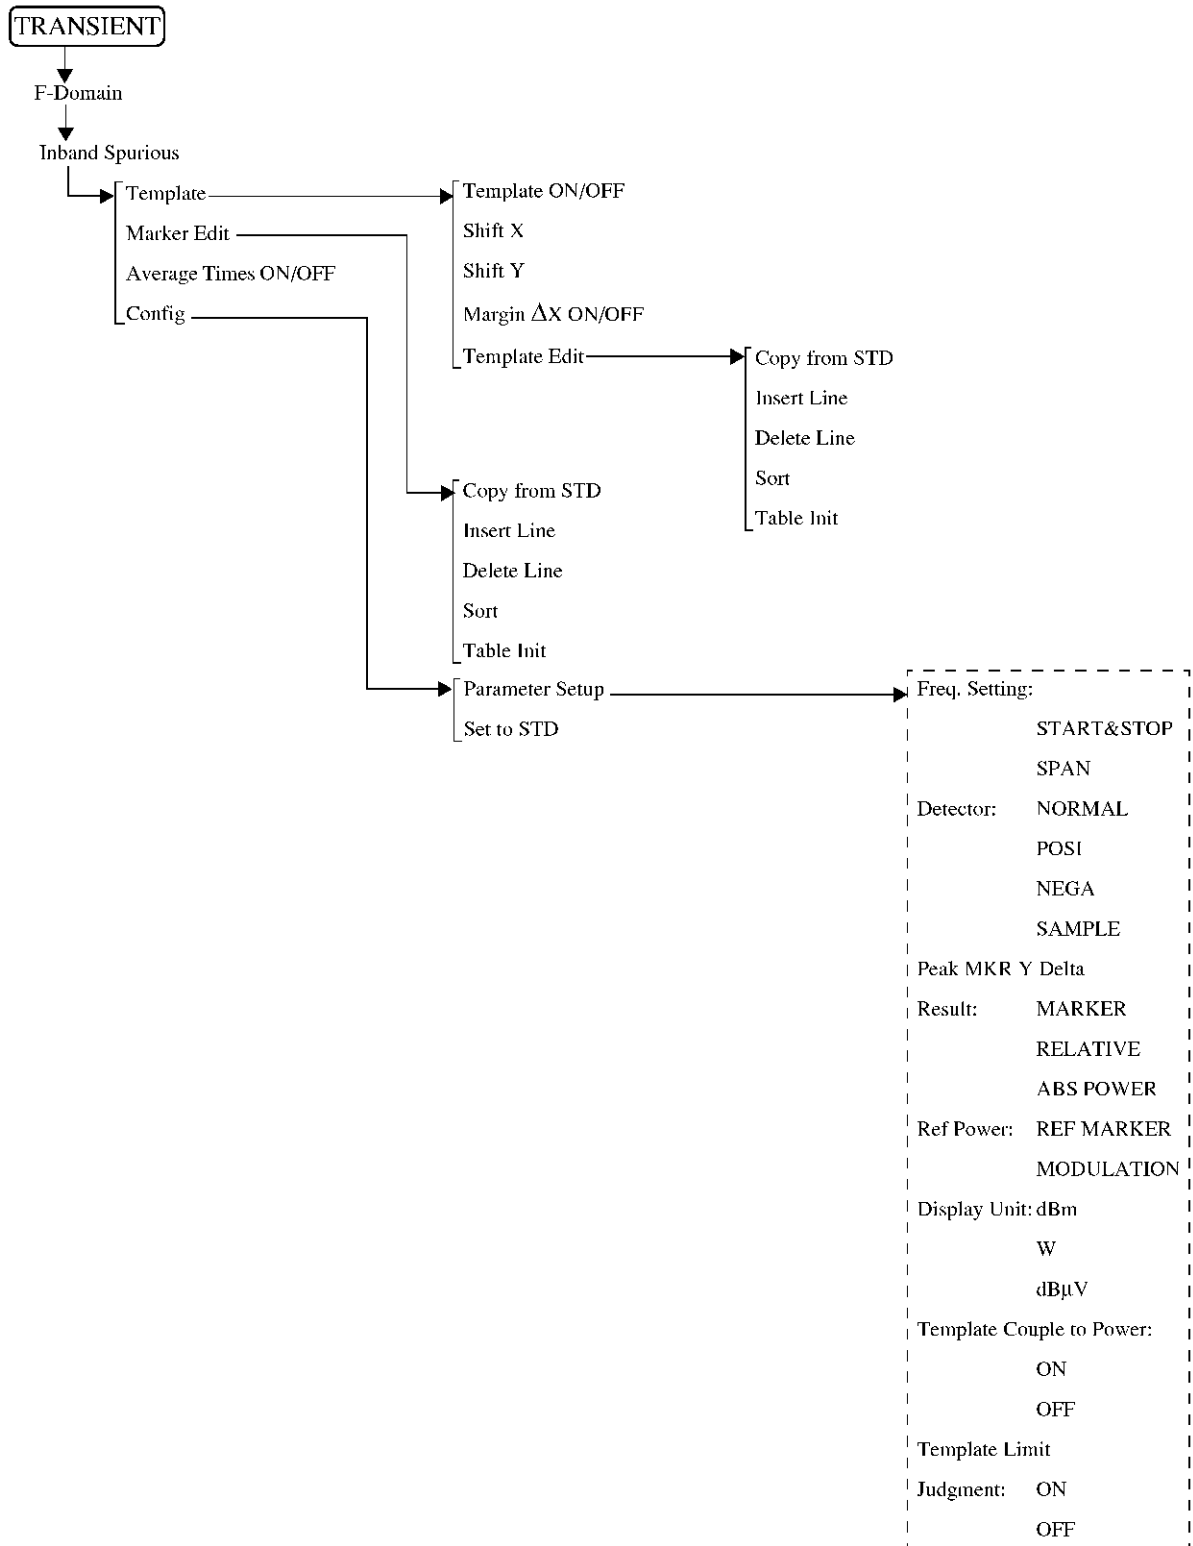 TRANSIENT
F-Domain
Inband Spurious
Template
Marker Edit
Average Times ON/OFF
Config
Template ON/OFF
Shift X
Shift Y
Margin ΔX ON/OFF
Template Edit
Copy from STD
Insert Line
Delete Line
Sort
Table Init
Copy from STD
Insert Line
Delete Line
Sort
Table Init
Parameter Setup
Set to STD
Freq. Setting:
START&STOP
SPAN
Detector: NORMAL
POSI
NEGA
SAMPLE
Peak MKR Y Delta
Result: MARKER
RELATIVE
ABS POWER
Ref Power: REF MARKER
MODULATION
Display Unit: dBm
W
dBμV
Template Couple to Power:
ON
OFF
Template Limit
Judgment: ON
OFF